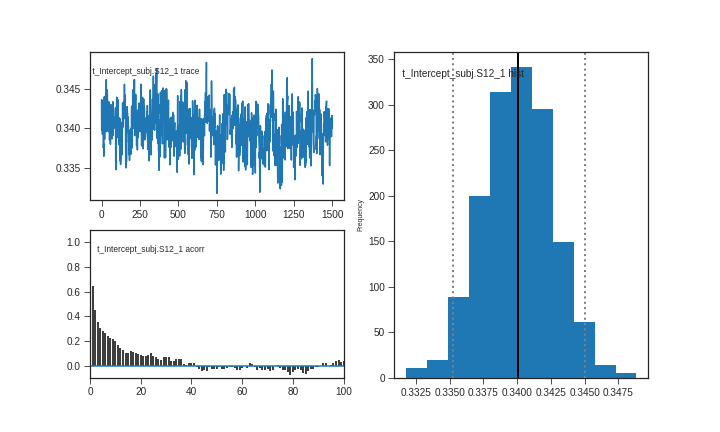 t_Intercept_subj.S12_1 trace
0.345
0.340
0.335
0 250 500 750 1000 1250 1500
t_Intercept_subj.S12_1 acorr
1.0
0.8
0.6
0.4
0.2
0.0
0 20 40 60 80 100
t_Intercept_subj.S12_1 hist
Frequency
350
300
250
200
150
100
50
0
0.3325 0.3350 0.3375 0.3400 0.3425 0.3450 0.3475